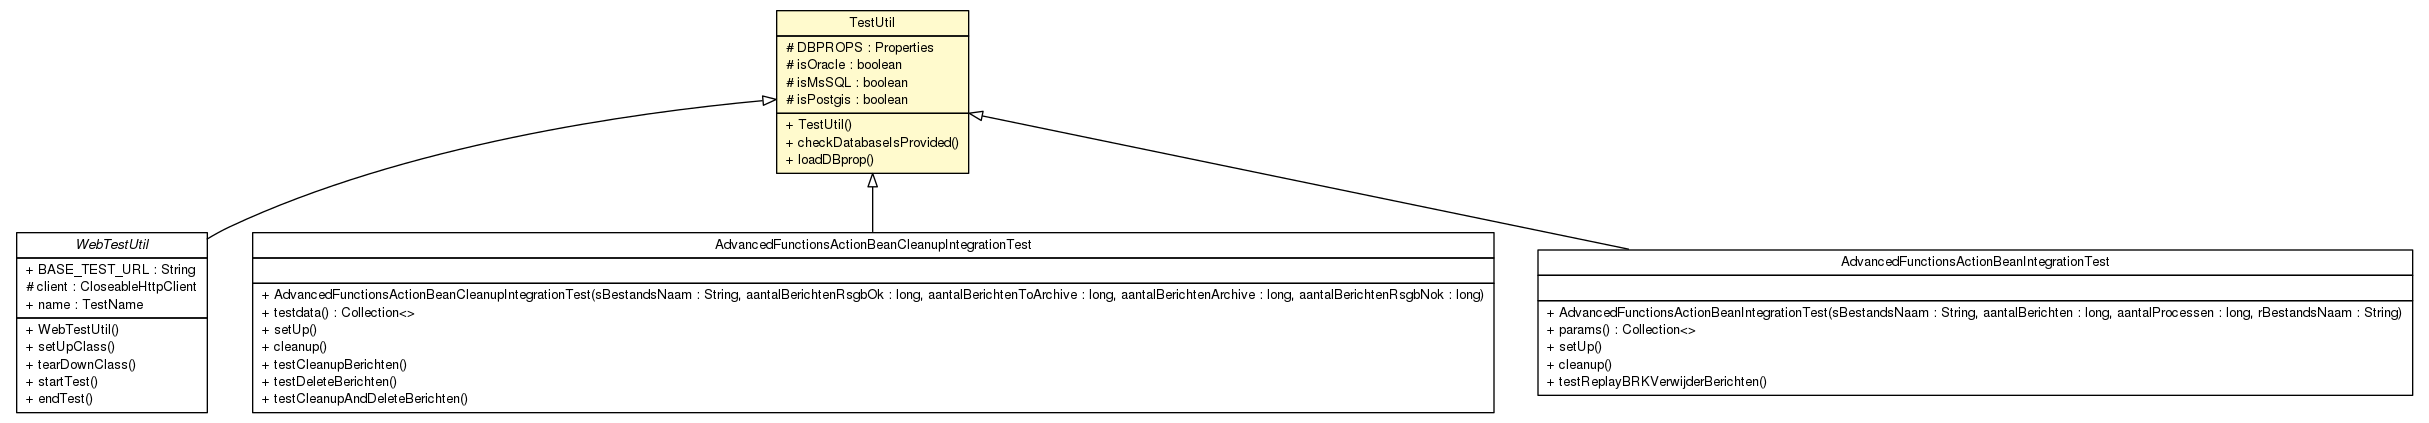 TestUtil
# DBPROPS : Properties
# isOracle : boolean
# isMsSQL : boolean
# isPostgis : boolean
+ TestUtil()
+ checkDatabaseIsProvided()
+ loadDBprop()
WebTestUtil
+ BASE_TEST_URL : String
# client : CloseableHttpClient
+ name : TestName
+ WebTestUtil()
+ setUpClass()
+ tearDownClass()
+ startTest()
+ endTest()
AdvancedFunctionsActionBeanCleanupIntegrationTest
+ AdvancedFunctionsActionBeanCleanupIntegrationTest(sBestandsNaam : String, aantalBerichtenRsgbOk : long, aantalBerichtenToArchive : long, aantalBerichtenArchive : long, aantalBerichtenRsgbNok : long)
+ testdata() : Collection<>
+ setUp()
+ cleanup()
+ testCleanupBerichten()
+ testDeleteBerichten()
+ testCleanupAndDeleteBerichten()
AdvancedFunctionsActionBeanIntegrationTest
+ AdvancedFunctionsActionBeanIntegrationTest(sBestandsNaam : String, aantalBerichten : long, aantalProcessen : long, rBestandsNaam : String)
+ params() : Collection<>
+ setUp()
+ cleanup()
+ testReplayBRKVerwijderBerichten()